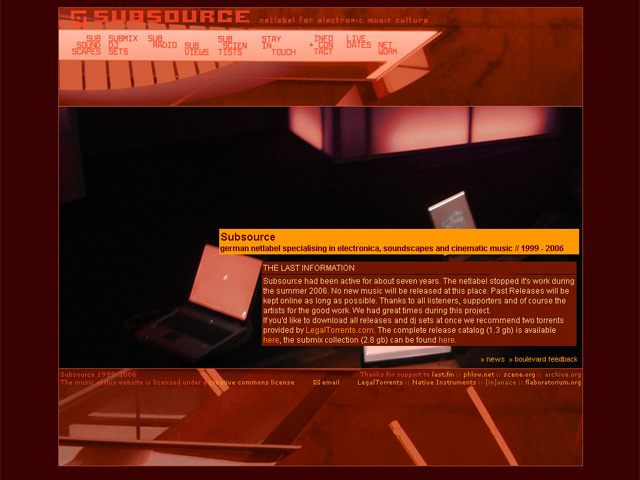 SUBSOURCE netlabel for electronic music culture
SUB SOUND SCAPES
SUBMIX DJ SETS
SUB RADIO
SUB VIEWS
SUB SCIEN TISTS
STAY IN TOUCH
INFO + CON TACT
LIVE DATES
NET WORK
Subsource
german netlabel specialising in electronica, soundscapes and cinematic music // 1999 - 2006
THE LAST INFORMATION
Subsource had been active for about seven years. The netlabel stopped it's work during
the summer 2006. No new music will be released at this place. Past Releases will be
kept online as long as possible. Thanks to all listeners, supporters and of course the
artists for the good work. We had great times during this project.
If you'd like to download all releases and dj sets at once we recommend two torrents
provided by LegalTorrents.com. The complete release catalog (1.3 gb) is available
here, the submix collection (2.8 gb) can be found here.
» news » boulevard feedback
Subsource 1999-2006
Thanks for support to last.fm :: phlow.net :: scene.org :: archive.org
The music of this website is licensed under a creative commons license
email
LegalTorrents :: Native Instruments :: [in]anace :: flaboratorium.org